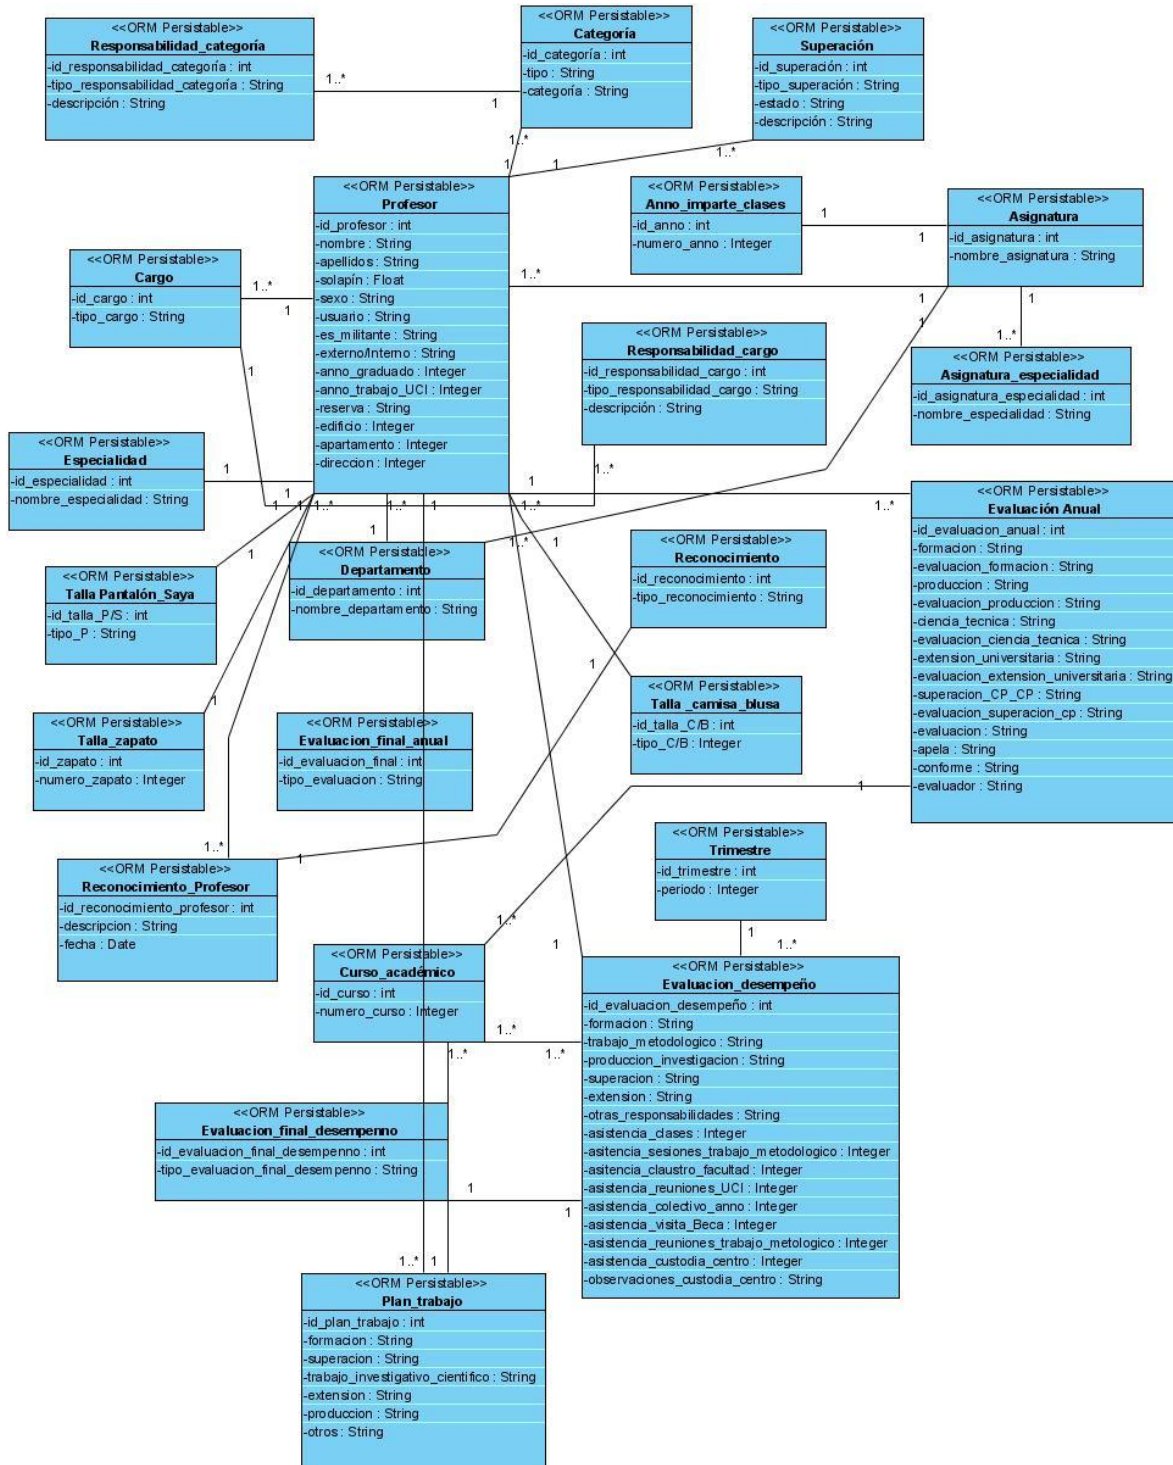 <<ORM Persistable>>
Responsabilidad_categoría
-id_responsabilidad_categoría : int
-tipo_responsabilidad_categoría : String
-descripción : String
<<ORM Persistable>>
Categoría
-id_categoría : int
-tipo : String
-categoría : String
<<ORM Persistable>>
Superación
-id_superación : int
-tipo_superación : String
-estado : String
-descripción : String
1..*
1
1..*
1
1
1..*
<<ORM Persistable>>
Profesor
-id_profesor : int
-nombre : String
-apellidos : String
-solapín : Float
-sexo : String
-usuario : String
-es_militante : String
-externo/Interno : String
-anno_graduado : Integer
-anno_trabajo_UCI : Integer
-reserva : String
-edificio : Integer
-apartamento : Integer
-direccion : Integer
<<ORM Persistable>>
Anno_imparte_clases
-id_anno : int
-numero_anno : Integer
1
1
<<ORM Persistable>>
Asignatura
-id_asignatura : int
-nombre_asignatura : String
<<ORM Persistable>>
Cargo
-id_cargo : int
-tipo_cargo : String
1..*
1
1
1..*
1
1
1
1..*
<<ORM Persistable>>
Responsabilidad_cargo
-id_responsabilidad_cargo : int
-tipo_responsabilidad_cargo : String
-descripción : String
<<ORM Persistable>>
Asignatura_especialidad
-id_asignatura_especialidad : int
-nombre_especialidad : String
<<ORM Persistable>>
Especialidad
-id_especialidad : int
-nombre_especialidad : String
1
1
1
1
1..*
1..*
1
1..*
1
1..*
1..*
<<ORM Persistable>>
Evaluación Anual
-id_evaluacion_anual : int
-formacion : String
-evaluacion_formacion : String
-produccion : String
-evaluacion_produccion : String
-ciencia_tecnica : String
-evaluacion_ciencia_tecnica : String
-extension_universitaria : String
-evaluacion_extension_universitaria : String
-superacion_CP_CP : String
-evaluacion_superacion_cp : String
-evaluacion : String
-apela : String
-conforme : String
-evaluador : String
1
1
1..*
1
<<ORM Persistable>>
Talla Pantalón_Saya
-id_talla_P/S : int
-tipo_P : String
<<ORM Persistable>>
Departamento
-id_departamento : int
-nombre_departamento : String
<<ORM Persistable>>
Reconocimiento
-id_reconocimiento : int
-tipo_reconocimiento : String
1
1
<<ORM Persistable>>
Talla_zapato
-id_zapato : int
-numero_zapato : Integer
<<ORM Persistable>>
Evaluacion_final_anual
-id_evaluacion_final : int
-tipo_evaluacion : String
<<ORM Persistable>>
Talla _camisa_blusa
-id_talla_C/B : int
-tipo_C/B : Integer
1
1..*
1
<<ORM Persistable>>
Reconocimiento_Profesor
-id_reconocimiento_profesor : int
-descripcion : String
-fecha : Date
<<ORM Persistable>>
Trimestre
-id_trimestre : int
-periodo : Integer
1..*
1
1
1..*
<<ORM Persistable>>
Curso_académico
-id_curso : int
-numero_curso : Integer
1..*
1..*
1..*
<<ORM Persistable>>
Evaluacion_desempeño
-id_evaluacion_desempeño : int
-formacion : String
-trabajo_metodologico : String
-produccion_investigacion : String
-superacion : String
-extension : String
-otras_responsabilidades : String
-asistencia_clases : Integer
-asitencia_sesiones_trabajo_metodologico : Integer
-asitencia_claustro_facultad : Integer
-asistencia_reuniones_UCI : Integer
-asistencia_colectivo_anno : Integer
-asistencia_visita_Beca : Integer
-asistencia_reuniones_trabajo_metologico : Integer
-asistencia_custodia_centro : Integer
-observaciones_custodia_centro : String
<<ORM Persistable>>
Evaluacion_final_desempenno
-id_evaluacion_final_desempenno : int
-tipo_evaluacion_final_desempenno : String
1
1
1..*
1
<<ORM Persistable>>
Plan_trabajo
-id_plan_trabajo : int
-formacion : String
-superacion : String
-trabajo_investigativo_cientifico : String
-extension : String
-produccion : String
-otros : String